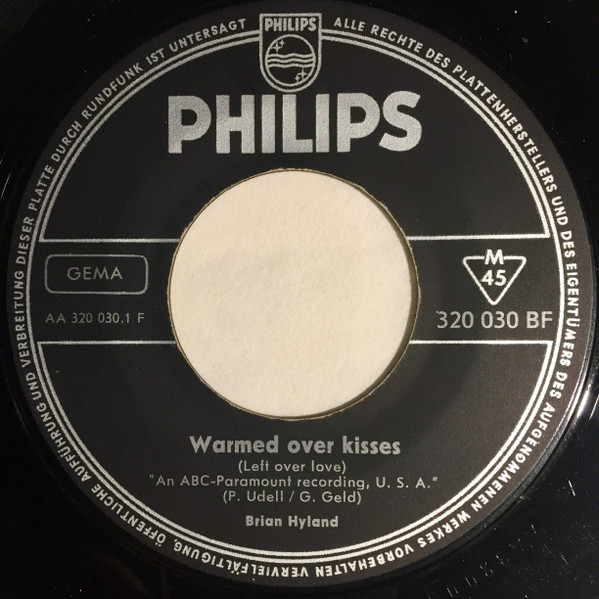 ALLE RECHTE DES PLATTENHERSTELLERS UND DES EIGENTÜMERS DES AUFGENOMMENEN WERKES VORBEHALTEN VERVIELFÄLTIGUNG, ÖFFENTLICHE AUFFÜHRUNG UND VERBREITUNG DIESER PLATTE DURCH RUNDFUNK IST UNTERSAGT
PHILIPS
PHILIPS
GEMA
M
45
AA 320 030.1 F
320 030 BF
Warmed over kisses
(Left over love)
"An ABC-Paramount recording, U. S. A."
(P. Udell / G. Geld)
Brian Hyland